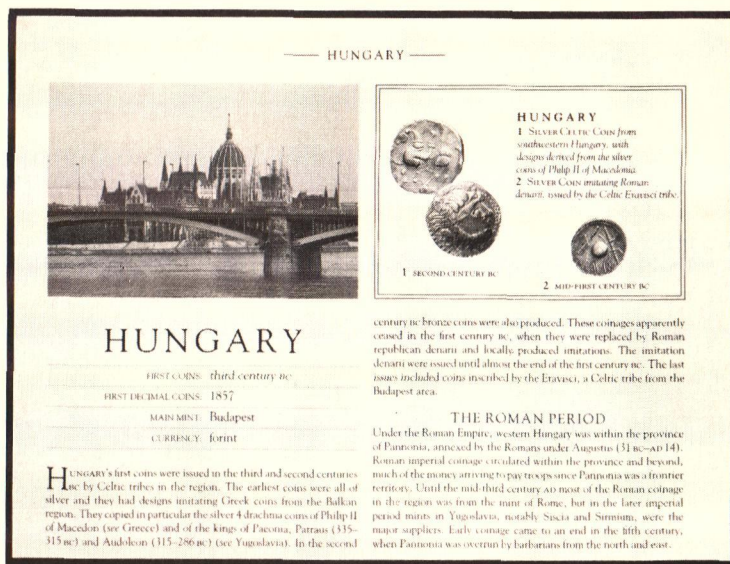 HUNGARY
HUNGARY
1 SILVER CELTIC COIN from
southwestern Hungary, with
designs derived from the silver
coins of Philip II of Macedonia.
2 SILVER COIN imitating Roman
denarii, issued by the Celtic Eravisci tribe.
1 SECOND CENTURY BC
2 MID-FIRST CENTURY BC
HUNGARY
FIRST COINS: third century BC
FIRST DECIMAL COINS: 1857
MAIN MINT: Budapest
CURRENCY: forint
HUNGARY'S first coins were issued in the third and second centuries
BC by Celtic tribes in the region. The earliest coins were all of
silver and they had designs imitating Greek coins from the Balkan
region. They copied in particular the silver 4 drachma coins of Philip II
of Macedon (see Greece) and of the kings of Paeonia, Patraus (335–
315 BC) and Audoleon (315–286 BC) (see Yugoslavia). In the second
century BC bronze coins were also produced. These coinages apparently
ceased in the first century BC, when they were replaced by Roman
republican denarii and locally produced imitations. The imitation
denarii were issued until almost the end of the first century BC. The last
issues included coins inscribed by the Eravisci, a Celtic tribe from the
Budapest area.
THE ROMAN PERIOD
Under the Roman Empire, western Hungary was within the province
of Pannonia, annexed by the Romans under Augustus (31 BC–AD 14).
Roman imperial coinage circulated within the province and beyond,
much of the money arriving to pay troops since Pannonia was a frontier
territory. Until the mid-third century AD most of the Roman coinage
in the region was from the mint of Rome, but in the later imperial
period mints in Yugoslavia, notably Siscia and Sirmium, were the
major suppliers. Early coinage came to an end in the fifth century,
when Pannonia was overrun by barbarians from the north and east.